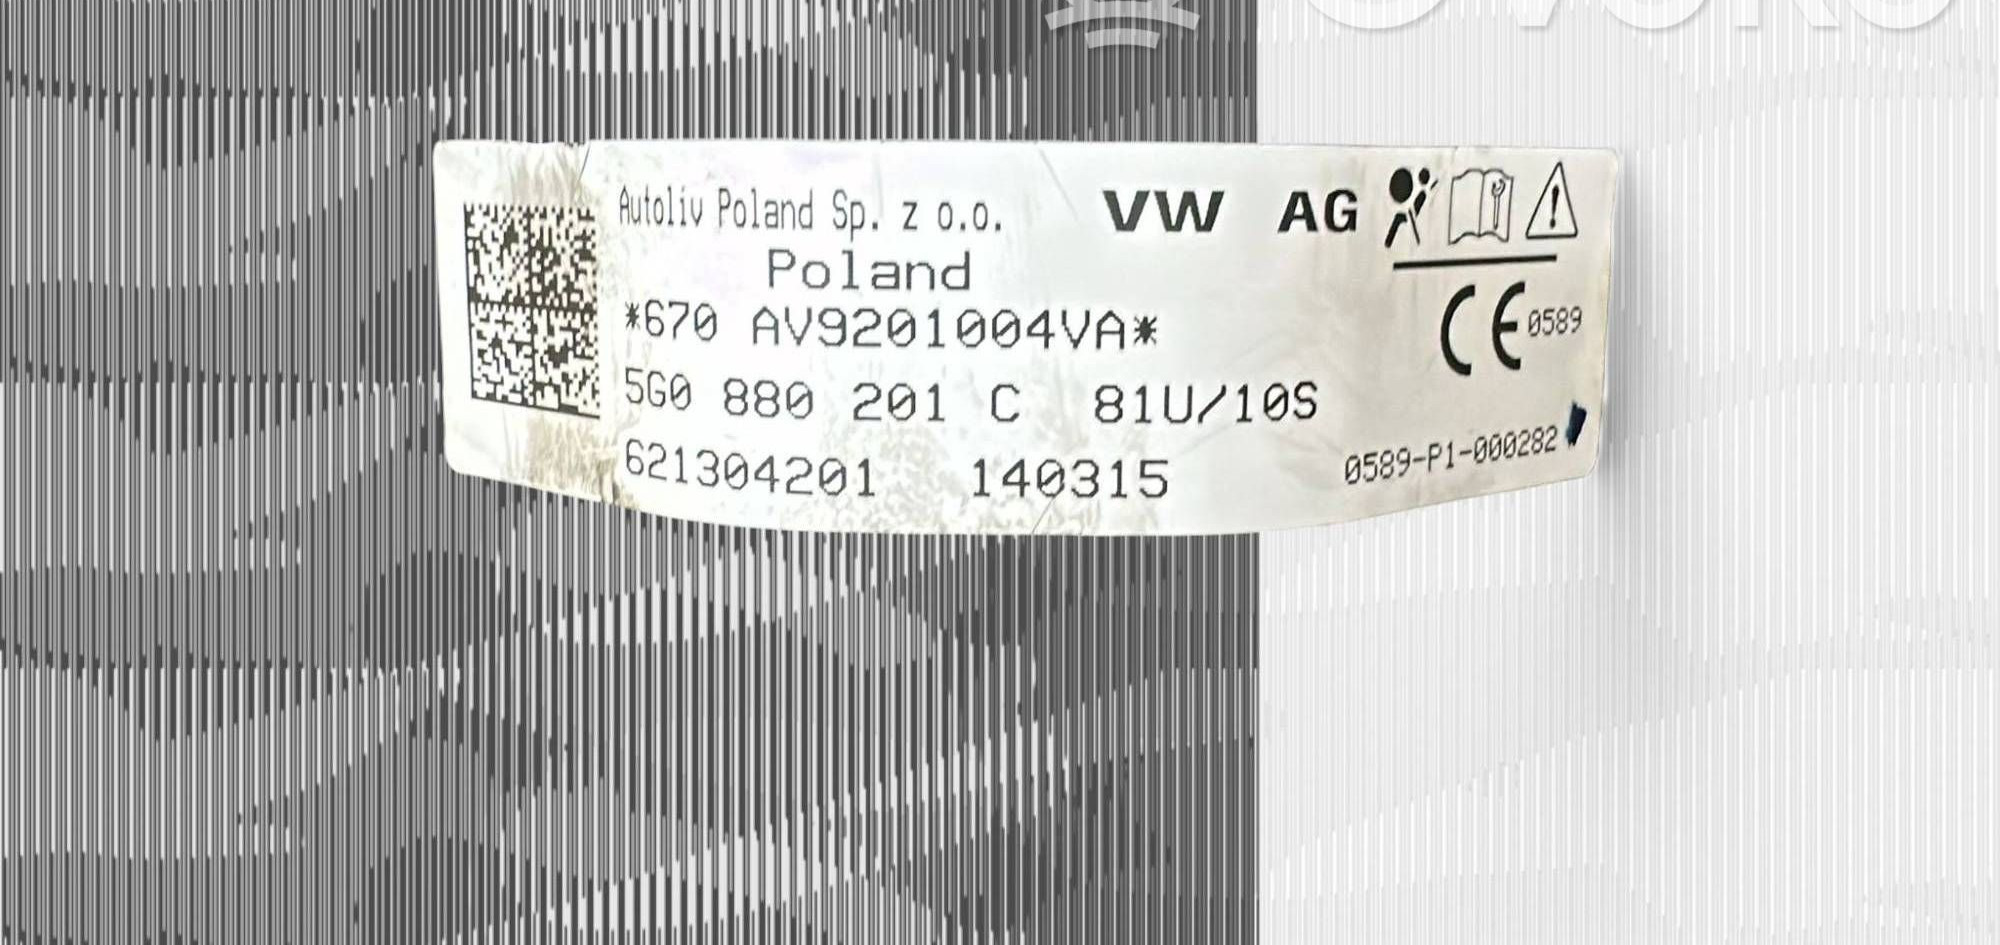 Autoliv Poland Sp. z o.o. VW AG
Poland
*670 AV9201004VA*
CE 0589
5G0 880 201 C 81U/10S
621304201 140315
0589-P1-000282